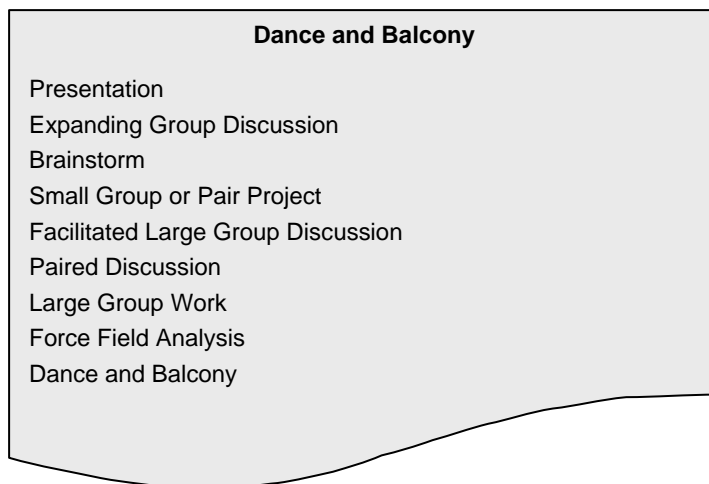 Dance and Balcony
Presentation
Expanding Group Discussion
Brainstorm
Small Group or Pair Project
Facilitated Large Group Discussion
Paired Discussion
Large Group Work
Force Field Analysis
Dance and Balcony